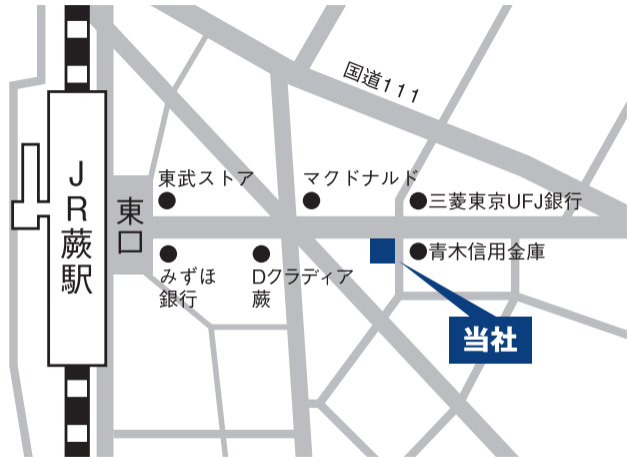 国道111
JR蕨駅
東口
東武ストア
マクドナルド
三菱東京UFJ銀行
みずほ
銀行
Dクラディア
蕨
青木信用金庫
当社